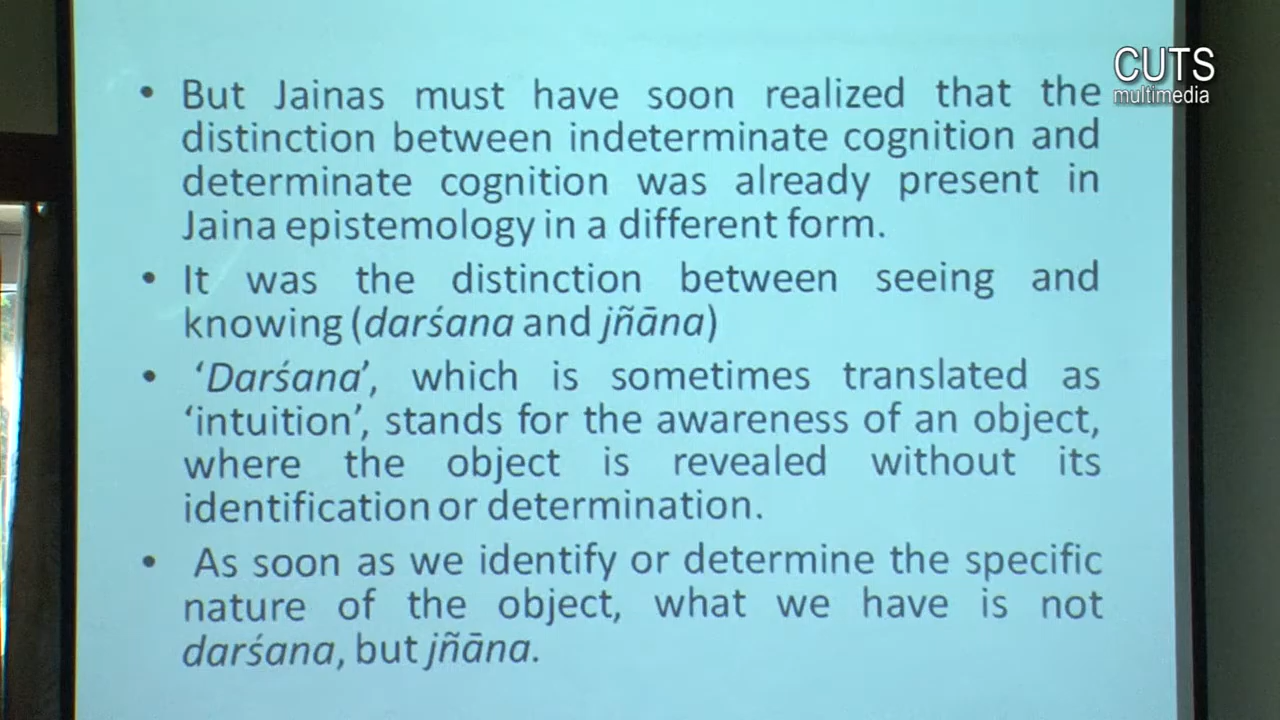 CUTS
multimedia
• But Jainas must have soon realized that the
distinction between indeterminate cognition and
determinate cognition was already present in
Jaina epistemology in a different form.
• It was the distinction between seeing and
knowing (darśana and jñāna)
• ‘Darśana’, which is sometimes translated as
‘intuition’, stands for the awareness of an object,
where the object is revealed without its
identification or determination.
• As soon as we identify or determine the specific
nature of the object, what we have is not
darśana, but jñāna.